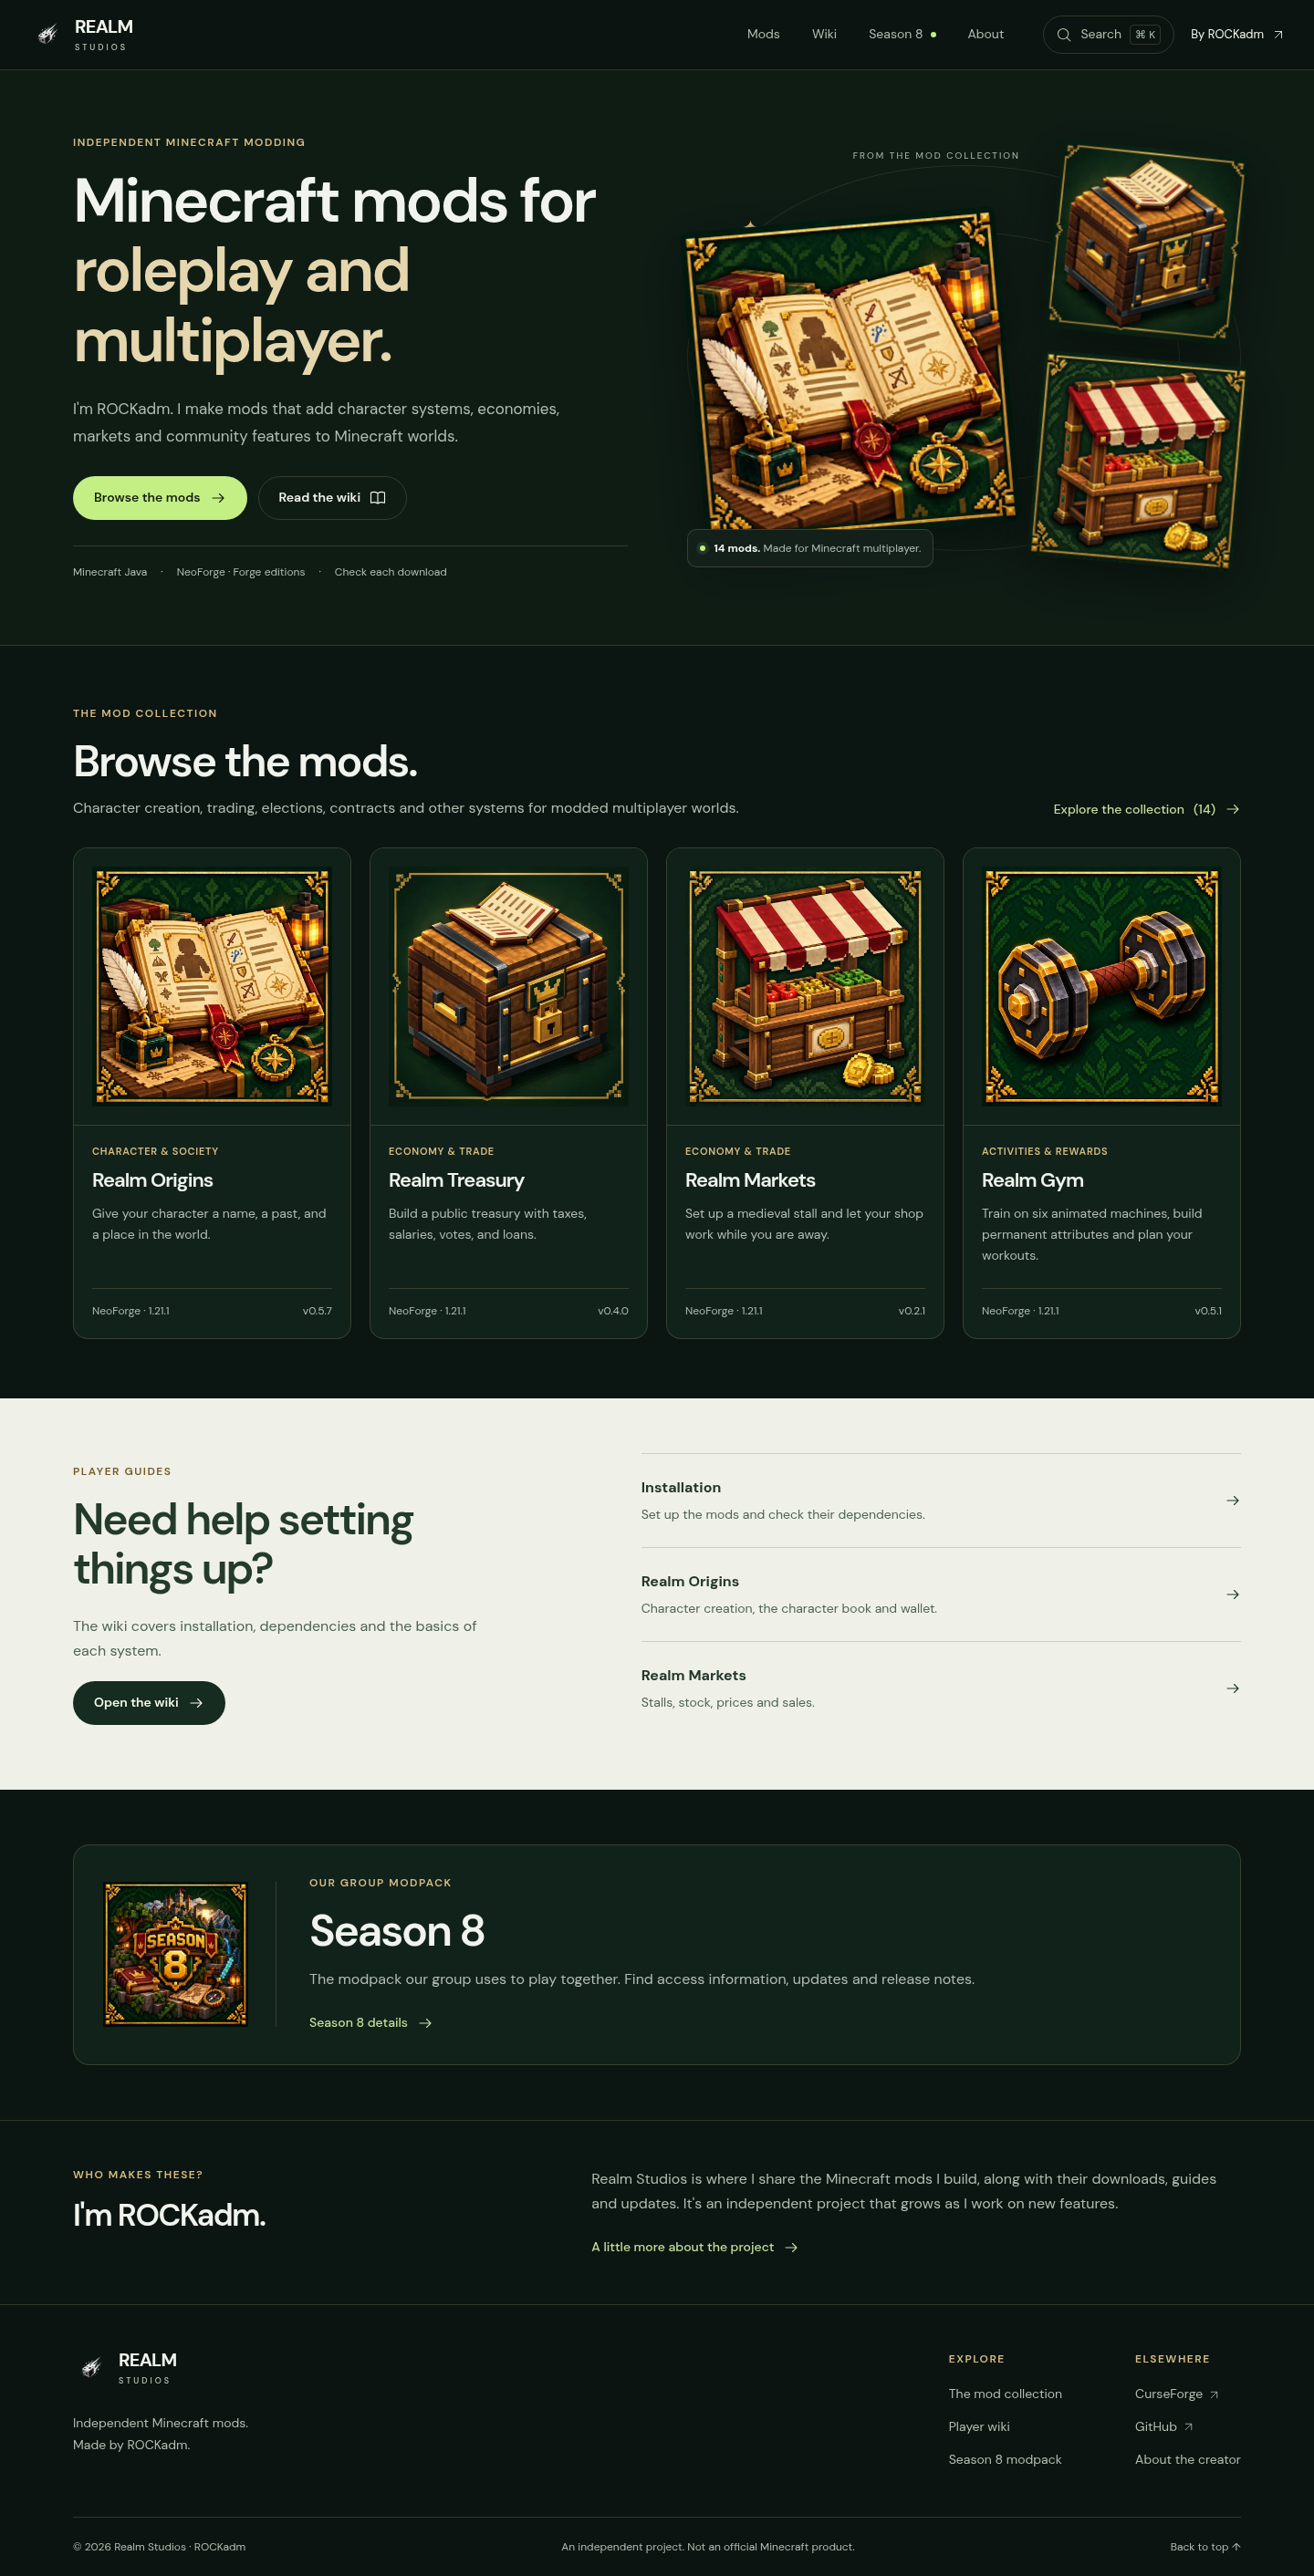 REALM
STUDIOS
Mods
Wiki
Season 8
About
Search
⌘ K
By ROCKadm
INDEPENDENT MINECRAFT MODDING
Minecraft mods for
roleplay and
multiplayer.
I'm ROCKadm. I make mods that add character systems, economies,
markets and community features to Minecraft worlds.
Browse the mods
Read the wiki
Minecraft Java · NeoForge · Forge editions · Check each download
FROM THE MOD COLLECTION
14 mods. Made for Minecraft multiplayer.
THE MOD COLLECTION
Browse the mods.
Character creation, trading, elections, contracts and other systems for modded multiplayer worlds.
Explore the collection (14)
CHARACTER & SOCIETY
Realm Origins
Give your character a name, a past, and
a place in the world.
NeoForge · 1.21.1
v0.5.7
ECONOMY & TRADE
Realm Treasury
Build a public treasury with taxes,
salaries, votes, and loans.
NeoForge · 1.21.1
v0.4.0
ECONOMY & TRADE
Realm Markets
Set up a medieval stall and let your shop
work while you are away.
NeoForge · 1.21.1
v0.2.1
ACTIVITIES & REWARDS
Realm Gym
Train on six animated machines, build
permanent attributes and plan your
workouts.
NeoForge · 1.21.1
v0.5.1
PLAYER GUIDES
Need help setting
things up?
The wiki covers installation, dependencies and the basics of
each system.
Open the wiki
Installation
Set up the mods and check their dependencies.
Realm Origins
Character creation, the character book and wallet.
Realm Markets
Stalls, stock, prices and sales.
SEASON
8
OUR GROUP MODPACK
Season 8
The modpack our group uses to play together. Find access information, updates and release notes.
Season 8 details
WHO MAKES THESE?
I'm ROCKadm.
Realm Studios is where I share the Minecraft mods I build, along with their downloads, guides
and updates. It's an independent project that grows as I work on new features.
A little more about the project
REALM
STUDIOS
Independent Minecraft mods.
Made by ROCKadm.
EXPLORE
The mod collection
Player wiki
Season 8 modpack
ELSEWHERE
CurseForge
GitHub
About the creator
© 2026 Realm Studios · ROCKadm
An independent project. Not an official Minecraft product.
Back to top ↑